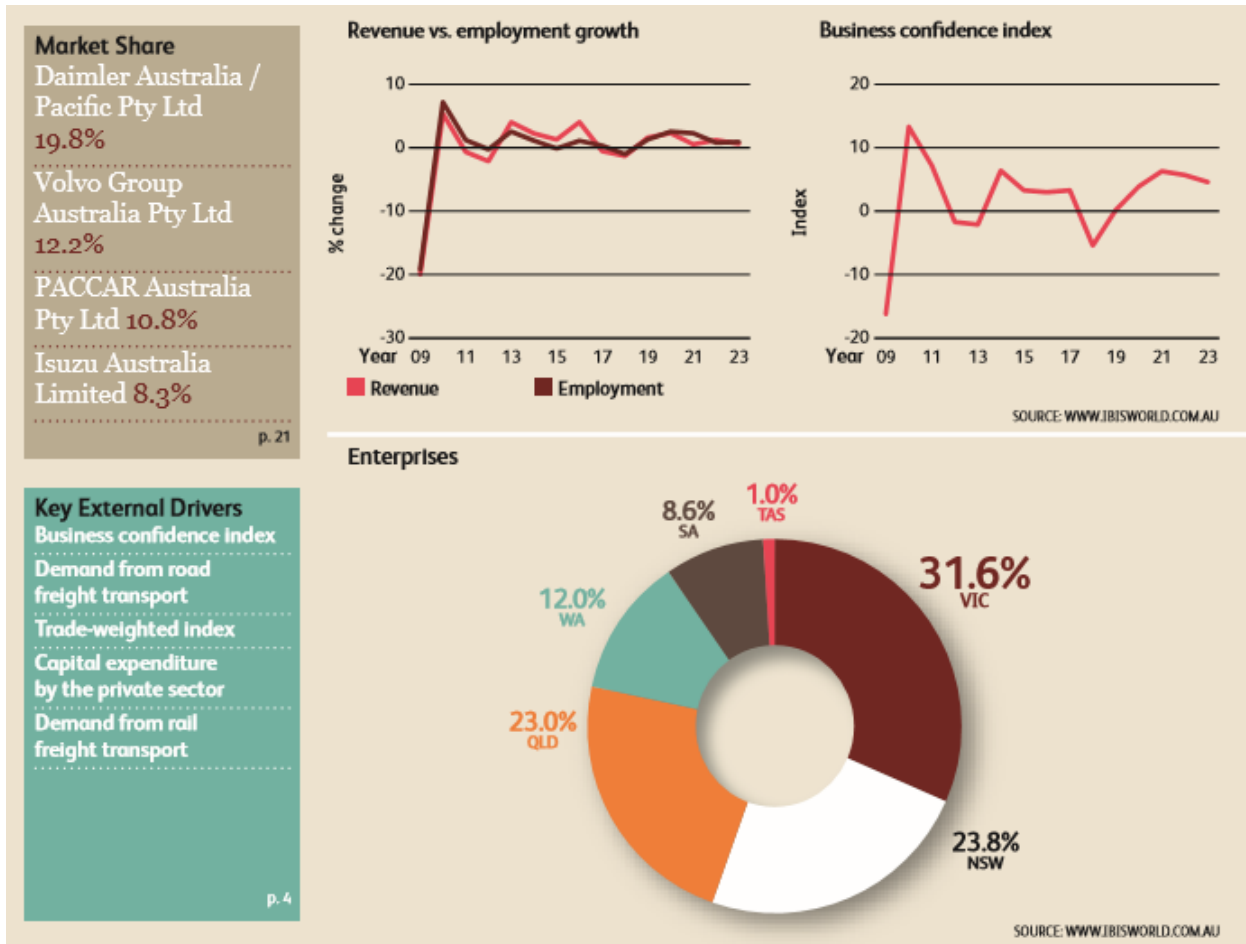 Market Share
Daimler Australia /
Pacific Pty Ltd
19.8%
Volvo Group
Australia Pty Ltd
12.2%
PACCAR Australia
Pty Ltd 10.8%
Isuzu Australia
Limited 8.3%
p. 21
Key External Drivers
Business confidence index
Demand from road
freight transport
Trade-weighted index
Capital expenditure
by the private sector
Demand from rail
freight transport
p. 4
Revenue vs. employment growth
% change
10
0
-10
-20
-30
Year 09 11 13 15 17 19 21 23
Revenue Employment
Business confidence index
Index
20
10
0
-10
-20
Year 09 11 13 15 17 19 21 23
SOURCE: WWW.IBISWORLD.COM.AU
Enterprises
1.0%
TAS
8.6%
SA
31.6%
VIC
12.0%
WA
23.0%
QLD
23.8%
NSW
SOURCE: WWW.IBISWORLD.COM.AU